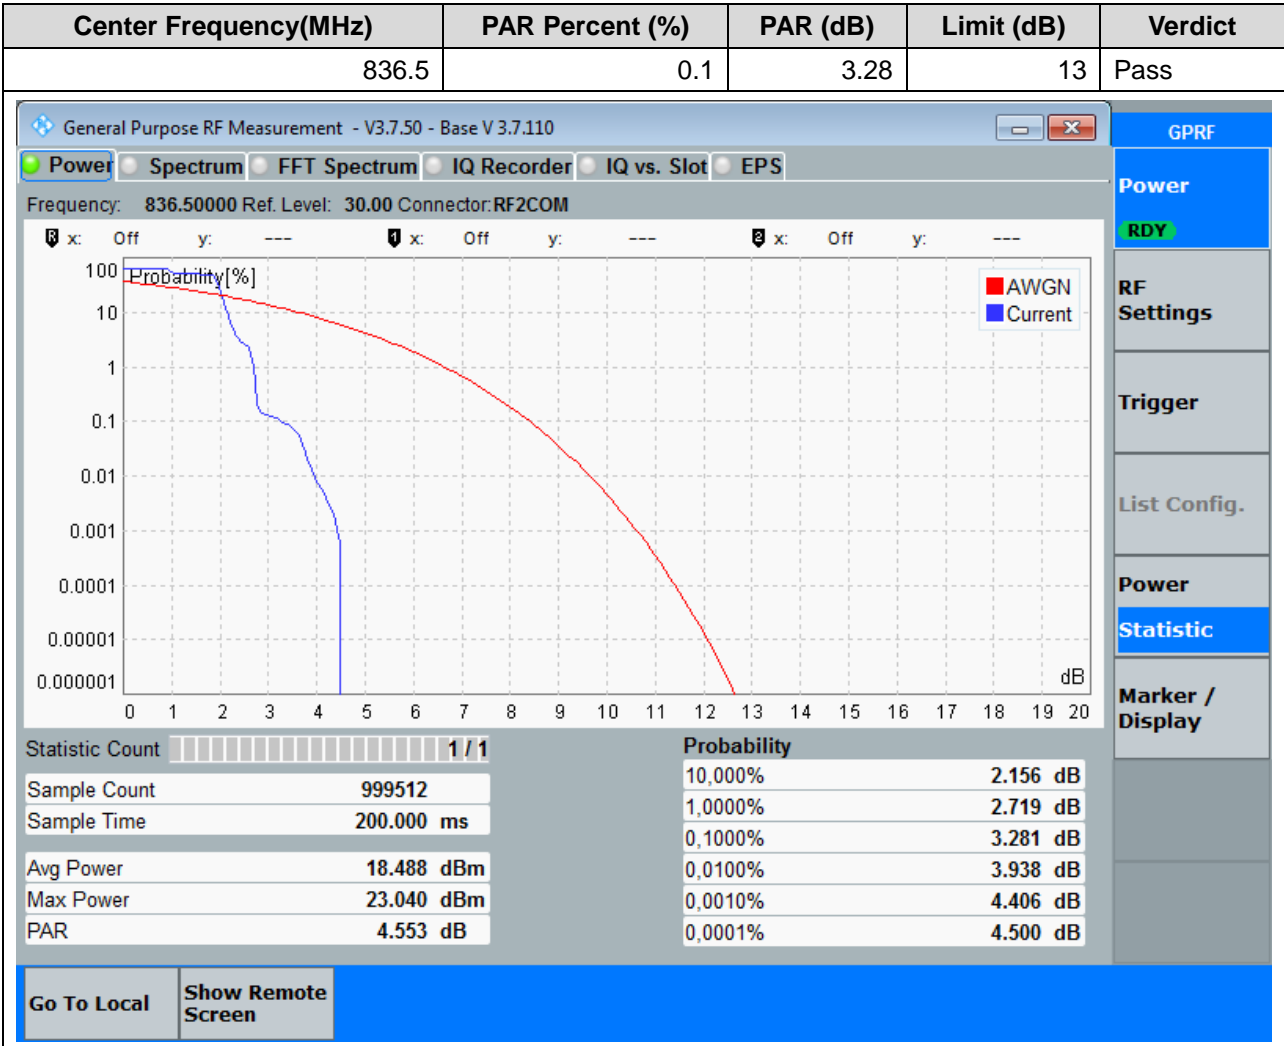 Center Frequency(MHz) PAR Percent (%) PAR (dB) Limit (dB) Verdict
836.5 0.1 3.28 13 Pass
General Purpose RF Measurement - V3.7.50 - Base V 3.7.110
GPRF
Power Spectrum FFT Spectrum IQ Recorder IQ vs. Slot EPS
Frequency: 836.50000 Ref. Level: 30.00 Connector: RF2COM
R x: Off y: --- 1 x: Off y: --- 2 x: Off y: ---
Probability[%]
AWGN
Current
100
10
1
0.1
0.01
0.001
0.0001
0.00001
0.000001
dB
0 1 2 3 4 5 6 7 8 9 10 11 12 13 14 15 16 17 18 19 20
Statistic Count 1 / 1
Sample Count 999512
Sample Time 200.000 ms
Avg Power 18.488 dBm
Max Power 23.040 dBm
PAR 4.553 dB
Probability
10,000% 2.156 dB
1,0000% 2.719 dB
0,1000% 3.281 dB
0,0100% 3.938 dB
0,0010% 4.406 dB
0,0001% 4.500 dB
Power
RDY
RF
Settings
Trigger
List Config.
Power
Statistic
Marker /
Display
Go To Local
Show Remote
Screen